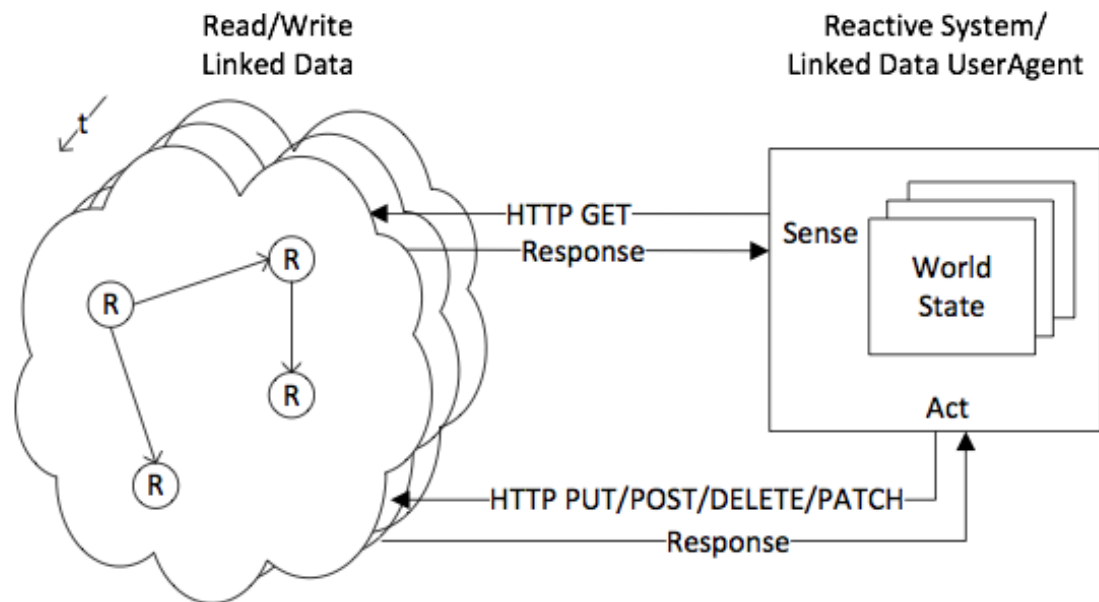 Read/Write
Linked Data
Reactive System/
Linked Data UserAgent
t
HTTP GET
Response
Sense
World
State
R
R
R
R
Act
HTTP PUT/POST/DELETE/PATCH
Response